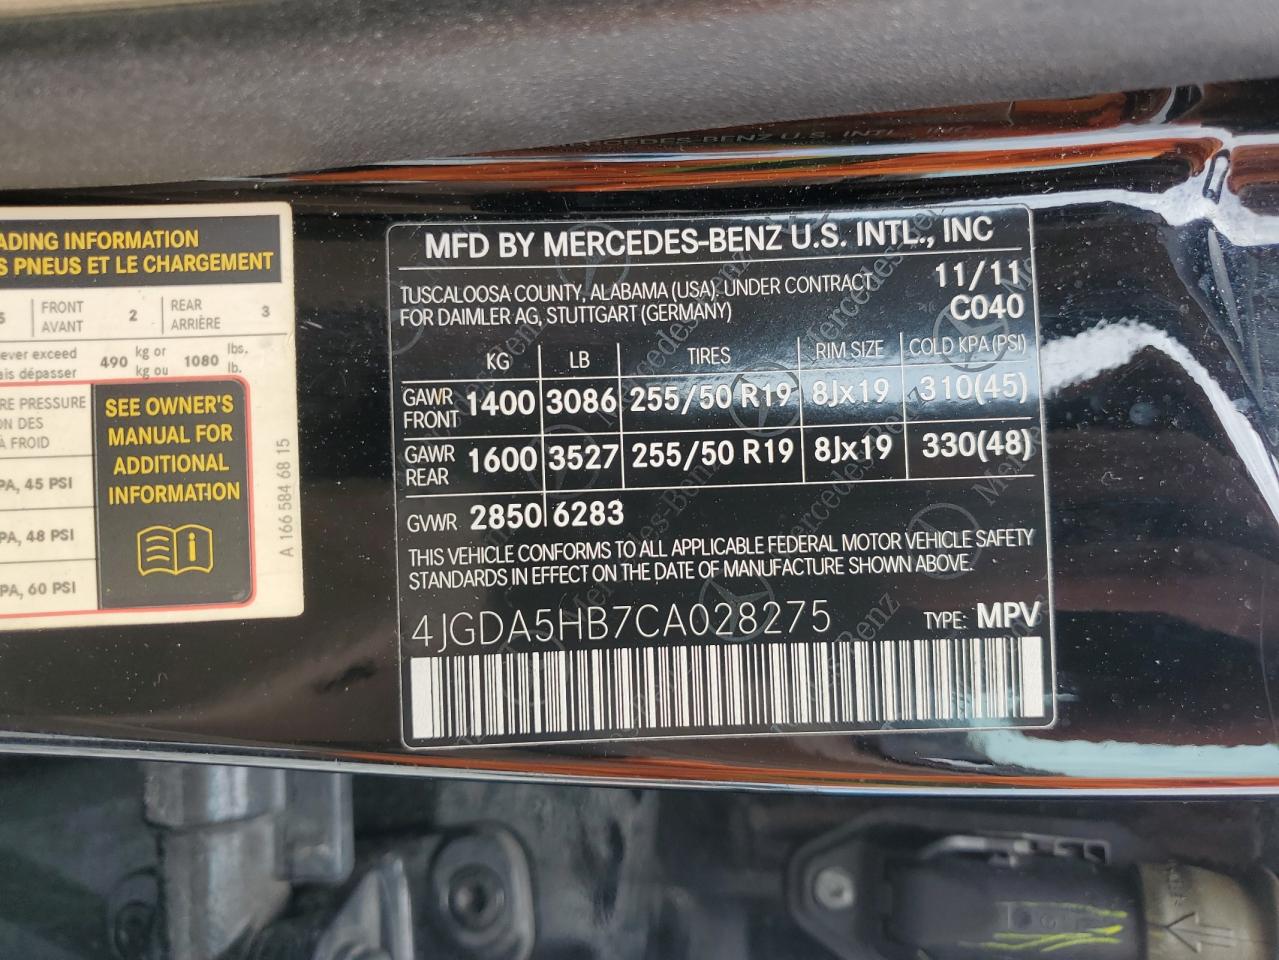 ADING INFORMATION
S PNEUS ET LE CHARGEMENT
5 FRONT AVANT 2 REAR ARRIÈRE 3
ever exceed 490 kg or 1080 lbs.
ais dépasser kg ou lb.
RE PRESSURE
ON DES
À FROID
PA, 45 PSI
PA, 48 PSI
PA, 60 PSI
SEE OWNER'S
MANUAL FOR
ADDITIONAL
INFORMATION
i
A 166 584 68 15
MFD BY MERCEDES-BENZ U.S. INTL., INC
TUSCALOOSA COUNTY, ALABAMA (USA), UNDER CONTRACT 11/11
FOR DAIMLER AG, STUTTGART (GERMANY) C040
KG LB TIRES RIM SIZE COLD KPA (PSI)
GAWR FRONT 1400 3086 255/50 R19 8Jx19 310(45)
GAWR REAR 1600 3527 255/50 R19 8Jx19 330(48)
GVWR 2850 6283
THIS VEHICLE CONFORMS TO ALL APPLICABLE FEDERAL MOTOR VEHICLE SAFETY
STANDARDS IN EFFECT ON THE DATE OF MANUFACTURE SHOWN ABOVE.
4JGDA5HB7CA028275 TYPE: MPV